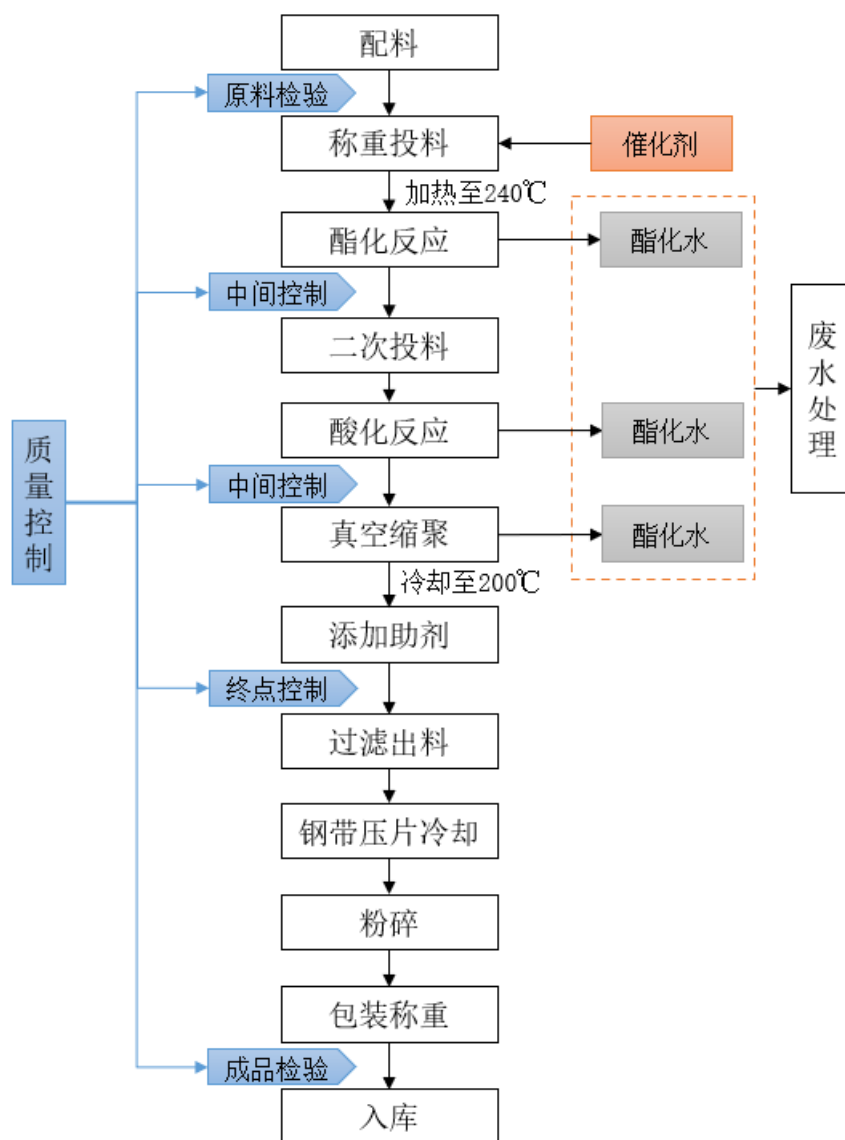 配料
原料检验
称重投料
催化剂
加热至240℃
酯化反应
酯化水
中间控制
二次投料
废水处理
酸化反应
酯化水
质量控制
中间控制
真空缩聚
酯化水
冷却至200℃
添加助剂
终点控制
过滤出料
钢带压片冷却
粉碎
包装称重
成品检验
入库